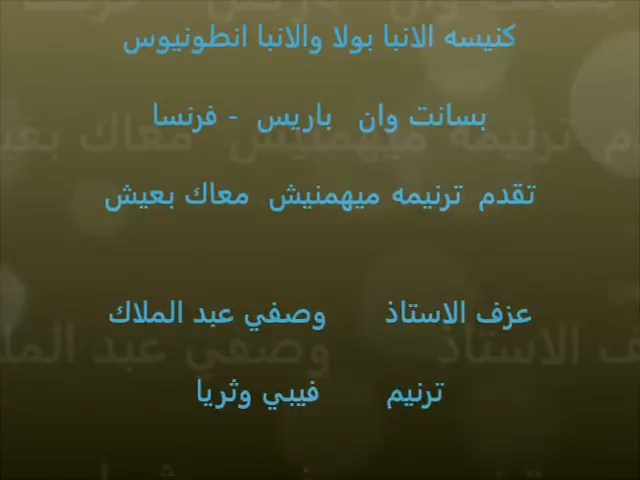 كنيسه الانبا بولا والانبا انطونيوس
بسانت وان باريس - فرنسا
تقدم ترنيمه ميهمنيش معاك بعيش
عزف الاستاذ وصفي عبد الملاك
ترنيم فيبي وثريا